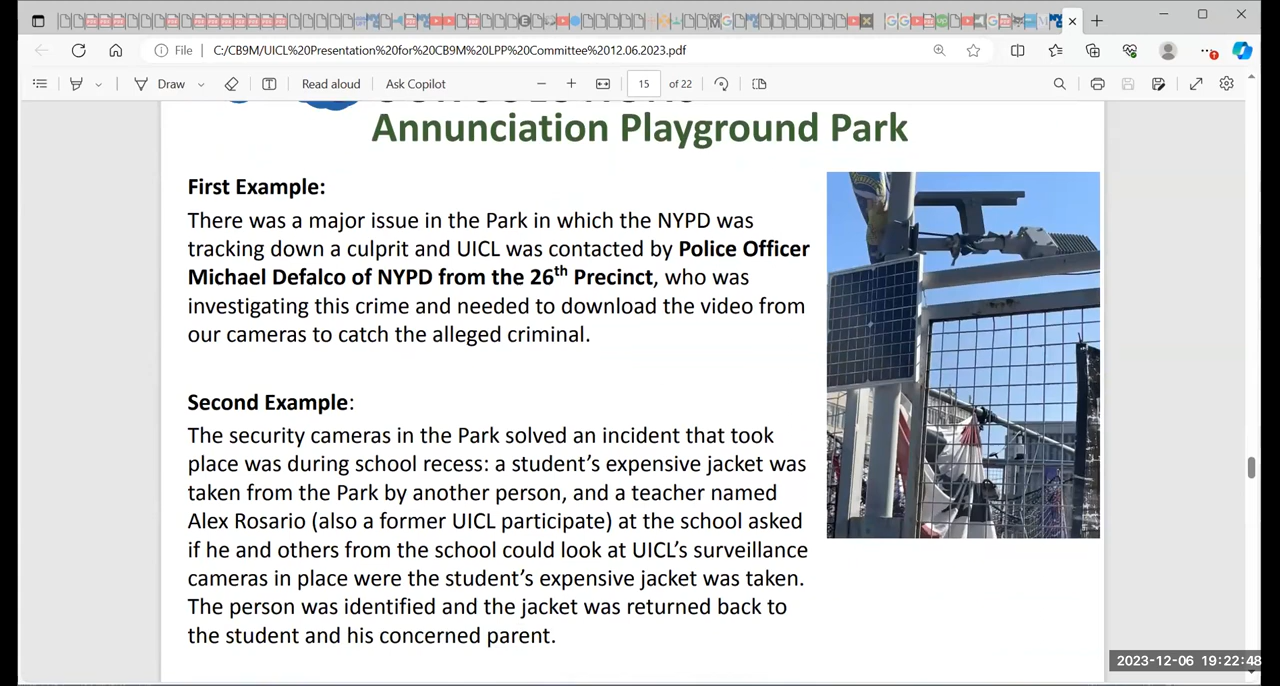 File C:/CB9M/UICL%20Presentation%20for%20CB9M%20LPP%20Committee%2012.06.2023.pdf
Draw Read aloud Ask Copilot 15 of 22
Annunciation Playground Park
First Example:
There was a major issue in the Park in which the NYPD was
tracking down a culprit and UICL was contacted by Police Officer
Michael Defalco of NYPD from the 26th Precinct, who was
investigating this crime and needed to download the video from
our cameras to catch the alleged criminal.
Second Example:
The security cameras in the Park solved an incident that took
place was during school recess: a student’s expensive jacket was
taken from the Park by another person, and a teacher named
Alex Rosario (also a former UICL participate) at the school asked
if he and others from the school could look at UICL’s surveillance
cameras in place were the student’s expensive jacket was taken.
The person was identified and the jacket was returned back to
the student and his concerned parent.
2023-12-06 19:22:48